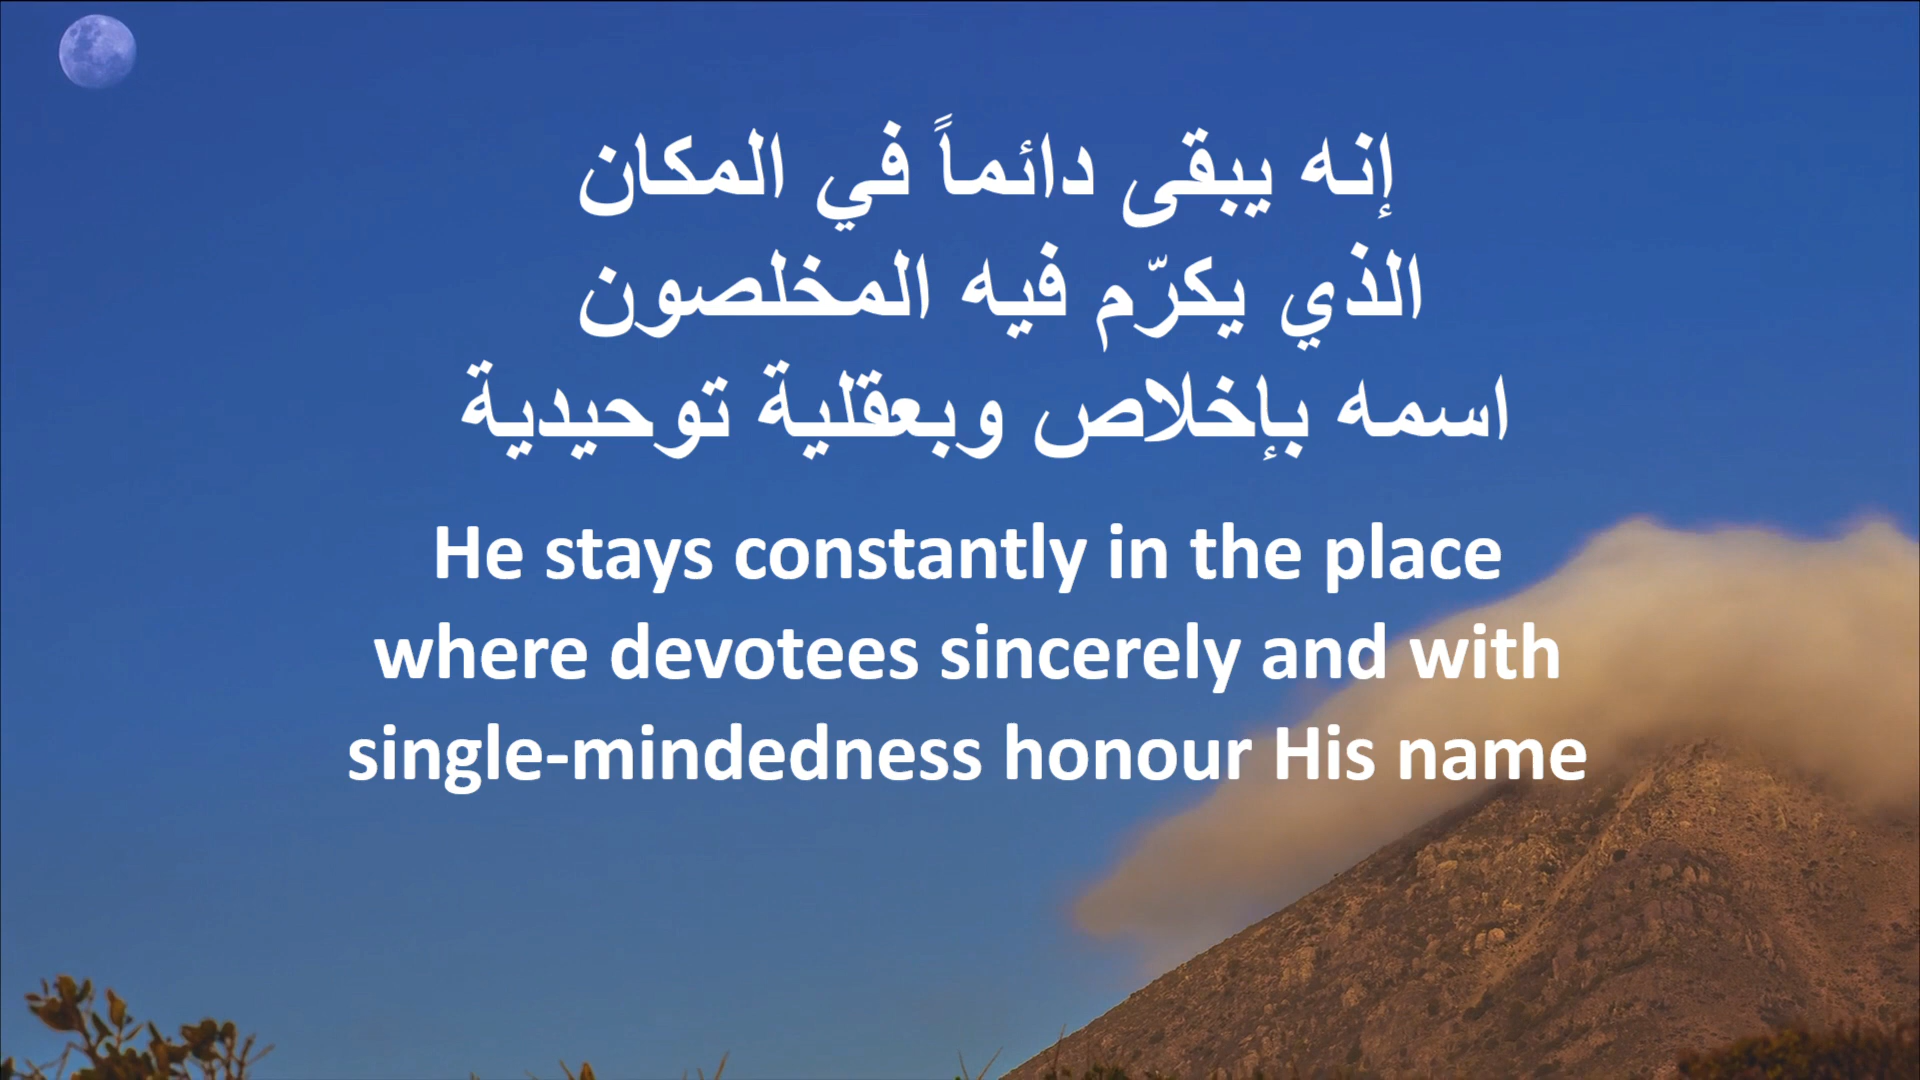 إنه يبقى دائماً في المكان
الذي يكرّم فيه المخلصون
اسمه بإخلاص وبعقلية توحيدية
He stays constantly in the place
where devotees sincerely and with
single-mindedness honour His name